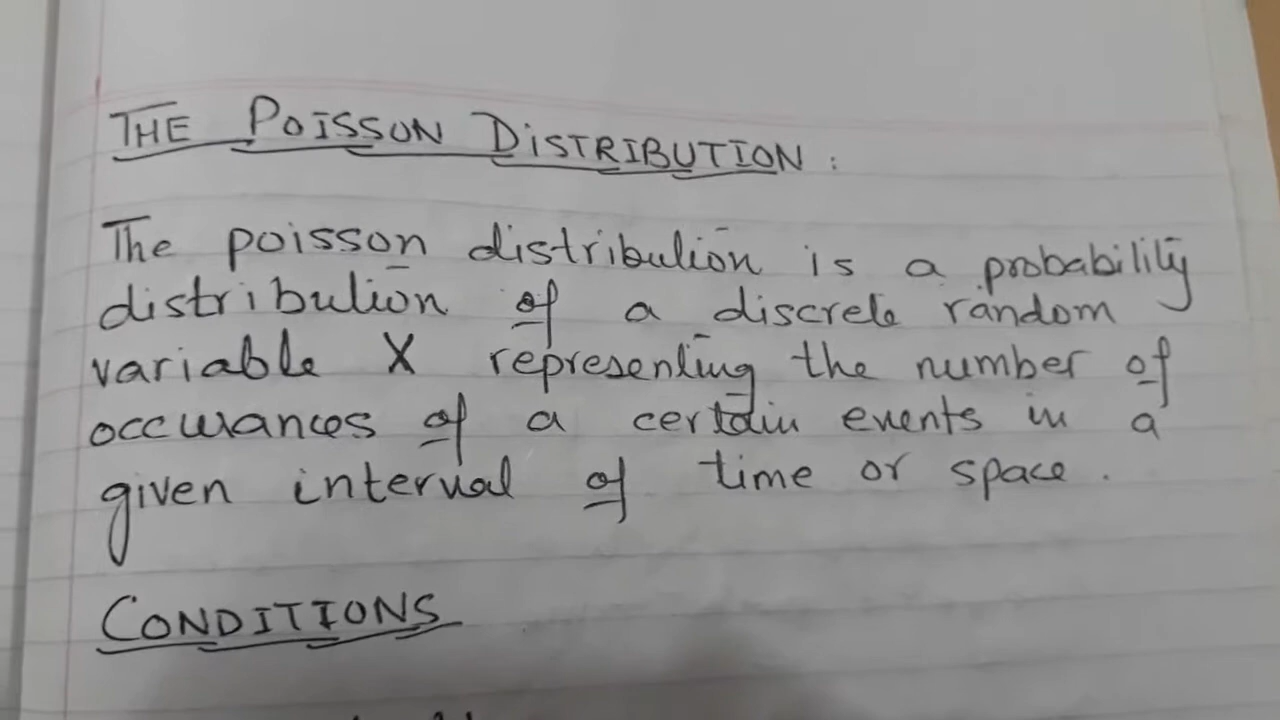 THE POISSON DISTRIBUTION:
The poisson distribution is a probability
distribution of a discrete random
variable X representing the number of
occurances of a certain events in a
given interval of time or space.
CONDITIONS